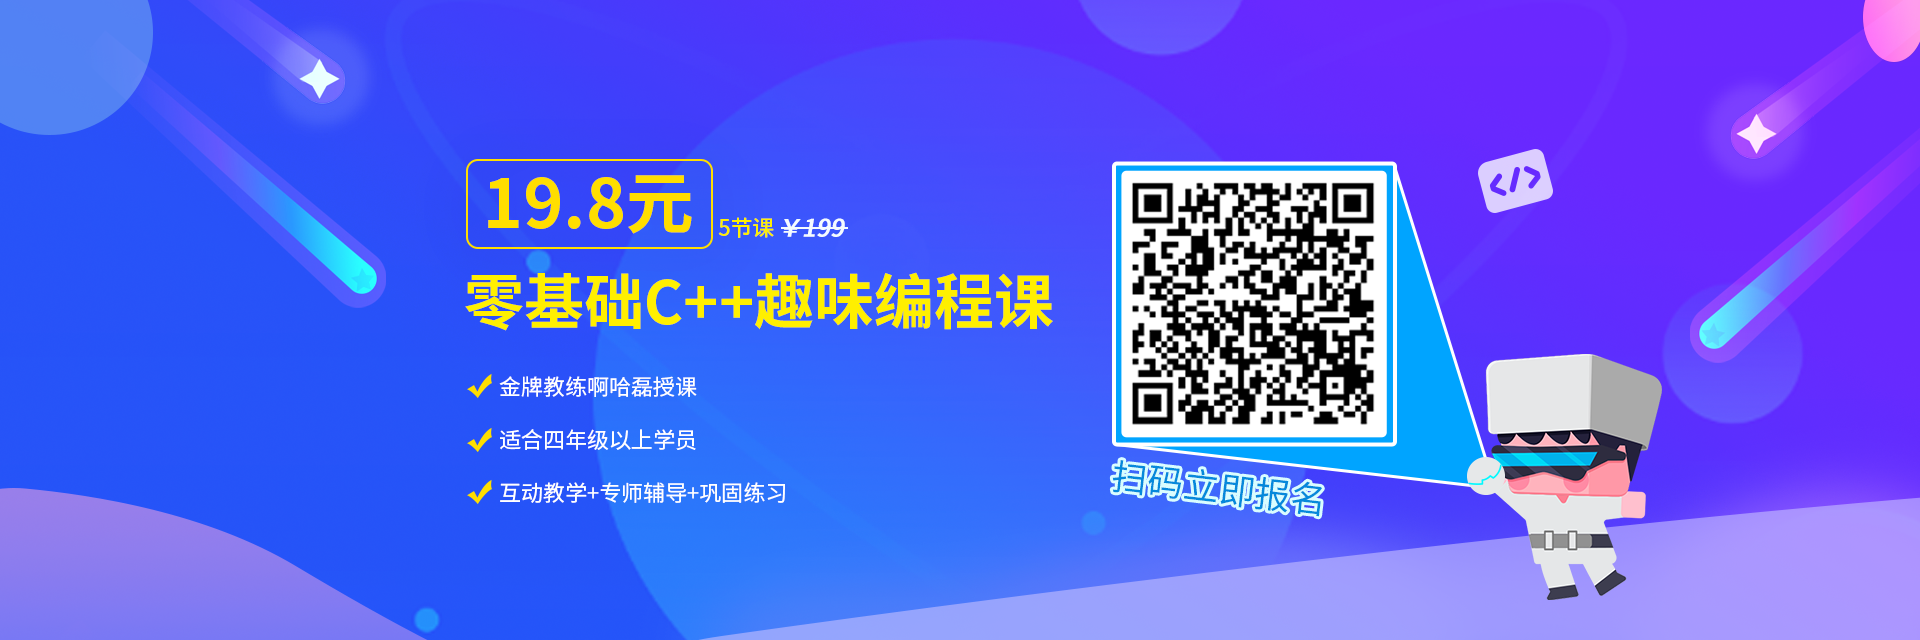 19.8元
5节课 ¥199
零基础C++趣味编程课
金牌教练啊哈磊授课
适合四年级以上学员
互动教学+专师辅导+巩固练习
</>
扫码立即报名